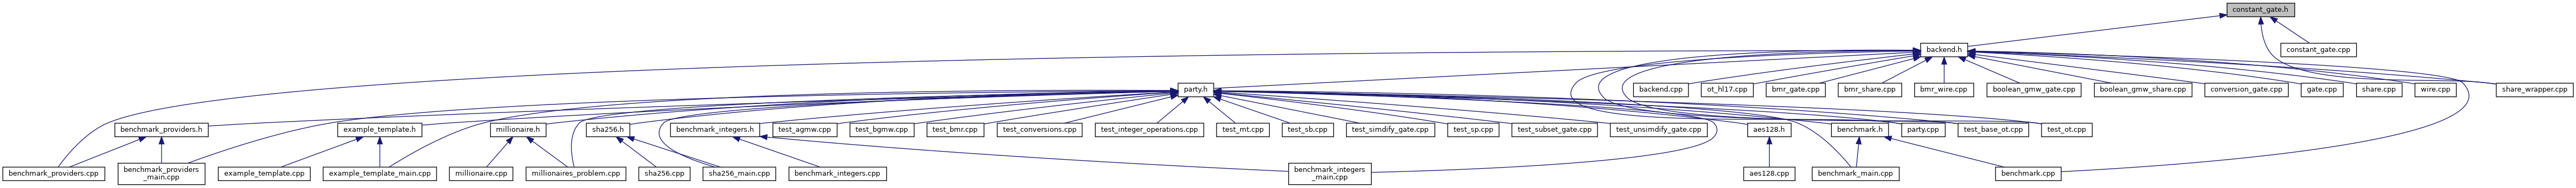 constant_gate.h
backend.h
constant_gate.cpp
party.h
backend.cpp
ot_hl17.cpp
bmr_gate.cpp
bmr_share.cpp
bmr_wire.cpp
boolean_gmw_gate.cpp
boolean_gmw_share.cpp
conversion_gate.cpp
gate.cpp
share.cpp
wire.cpp
share_wrapper.cpp
benchmark_providers.h
example_template.h
millionaire.h
sha256.h
benchmark_integers.h
test_agmw.cpp
test_bgmw.cpp
test_bmr.cpp
test_conversions.cpp
test_integer_operations.cpp
test_mt.cpp
test_sb.cpp
test_simdify_gate.cpp
test_sp.cpp
test_subset_gate.cpp
test_unsimdify_gate.cpp
aes128.h
benchmark.h
party.cpp
test_base_ot.cpp
test_ot.cpp
benchmark_providers.cpp
benchmark_providers
_main.cpp
example_template.cpp
example_template_main.cpp
millionaire.cpp
millionaires_problem.cpp
sha256.cpp
sha256_main.cpp
benchmark_integers.cpp
benchmark_integers
_main.cpp
aes128.cpp
benchmark_main.cpp
benchmark.cpp